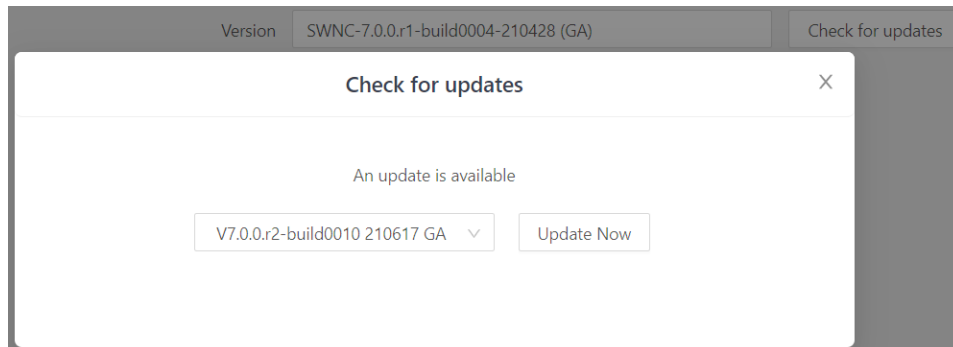 Version SWNC-7.0.0.r1-build0004-210428 (GA) Check for updates
Check for updates
An update is available
V7.0.0.r2-build0010 210617 GA Update Now